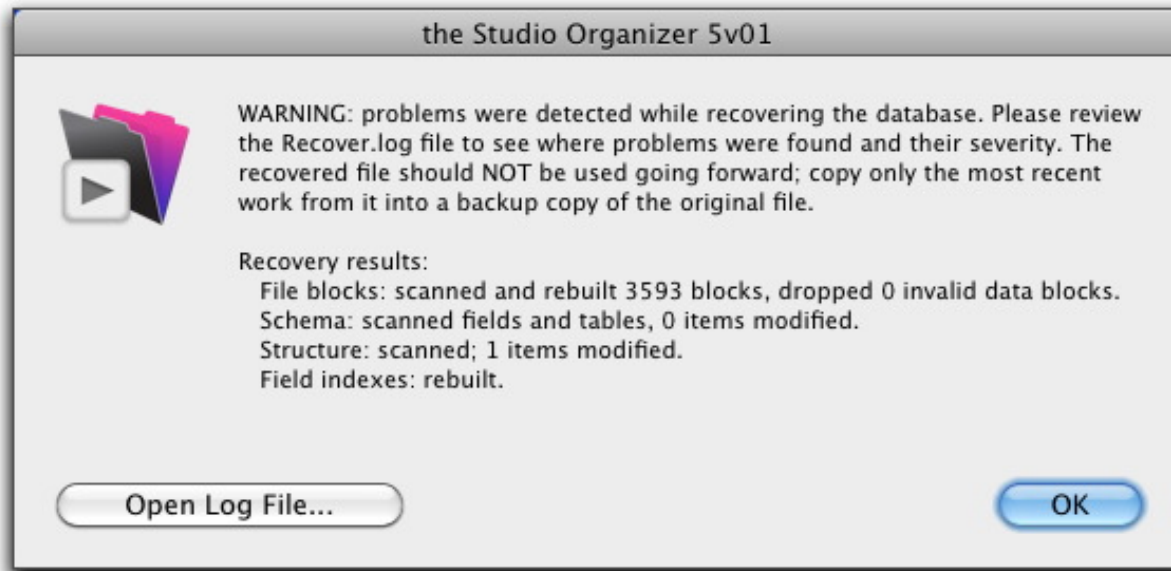 the Studio Organizer 5v01
WARNING: problems were detected while recovering the database. Please review
the Recover.log file to see where problems were found and their severity. The
recovered file should NOT be used going forward; copy only the most recent
work from it into a backup copy of the original file.
Recovery results:
File blocks: scanned and rebuilt 3593 blocks, dropped 0 invalid data blocks.
Schema: scanned fields and tables, 0 items modified.
Structure: scanned; 1 items modified.
Field indexes: rebuilt.
Open Log File...
OK